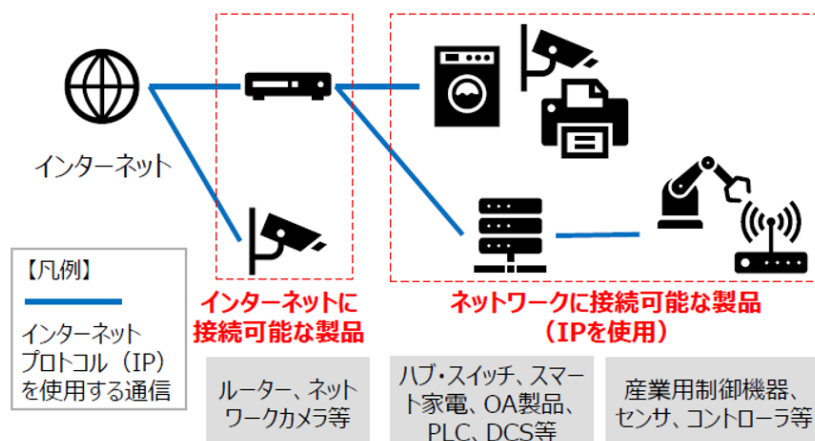 インターネット
【凡例】
インターネット
プロトコル（IP）
を使用する通信
インターネットに
接続可能な製品
ルーター、ネット
ワークカメラ等
ネットワークに接続可能な製品
（IPを使用）
ハブ・スイッチ、スマー
ト家電、OA製品、
PLC、DCS等
産業用制御機器、
センサ、コントローラ等